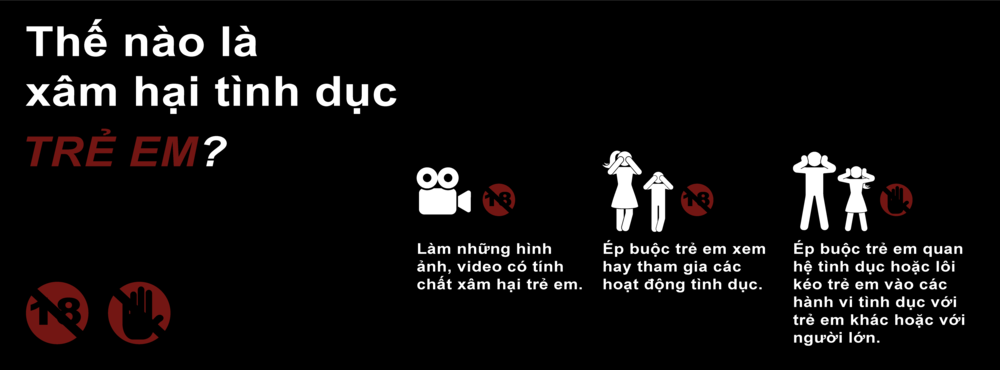 Thế nào là
xâm hại tình dục
TRẺ EM?
18
18
18
Làm những hình
ảnh, video có tính
chất xâm hại trẻ em.
Ép buộc trẻ em xem
hay tham gia các
hoạt động tình dục.
Ép buộc trẻ em quan
hệ tình dục hoặc lôi
kéo trẻ em vào các
hành vi tình dục với
trẻ em khác hoặc với
người lớn.